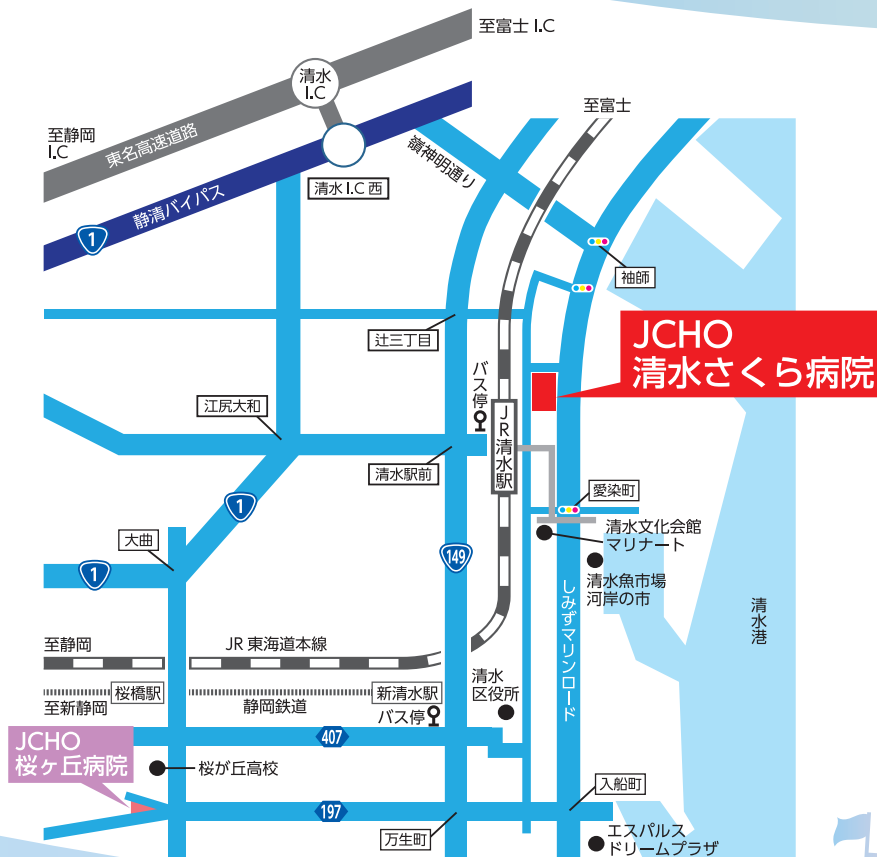 至富士 I.C
清水
I.C
至静岡
I.C
東名高速道路
静清バイパス
1
清水 I.C 西
嶺神明通り
至富士
袖師
辻三丁目
JCHO
清水さくら病院
バス停
JR清水駅
江尻大和
清水駅前
愛染町
1
大曲
清水文化会館
マリナート
149
1
清水魚市場
河岸の市
しみずマリンロード
清水港
至静岡
JR 東海道本線
桜橋駅
新清水駅
清水
区役所
至新静岡
静岡鉄道
バス停
407
JCHO
桜ヶ丘病院
桜が丘高校
入船町
197
万生町
エスパルス
ドリームプラザ